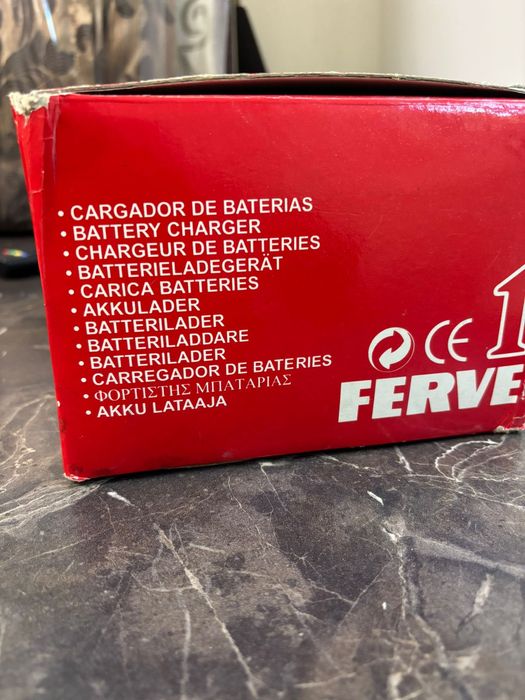 • CARGADOR DE BATERIAS
• BATTERY CHARGER
• CHARGEUR DE BATTERIES
• BATTERIELADEGERÄT
• CARICA BATTERIES
• AKKULADER
• BATTERILADER
• BATTERILADDARE
• BATTERILADER
• CARREGADOR DE BATERIES
• ΦΟΡΤΙΣΤΗΣ ΜΠΑΤΑΡΙΑΣ
• AKKU LATAAJA
CE 1
FERVE